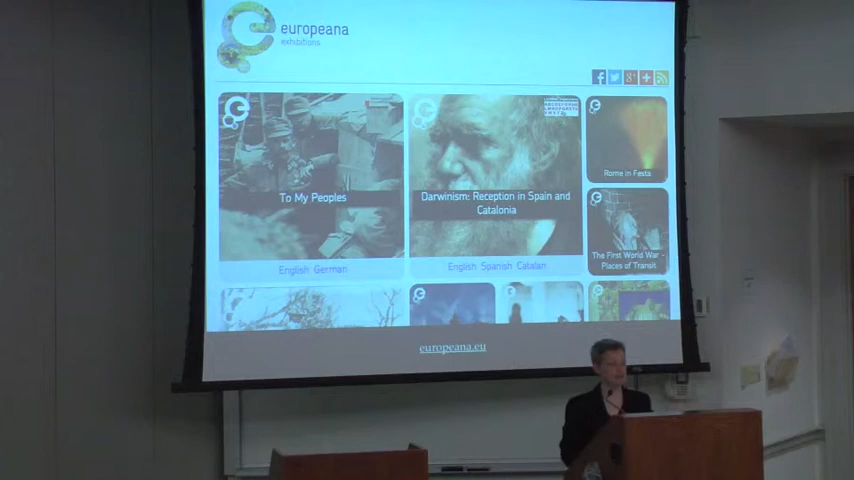 europeana
exhibitions
To My Peoples
Darwinism: Reception in Spain and
Catalonia
Rome in Festa
The First World War -
Places of Transit
English German
English Spanish Catalan
europeana.eu